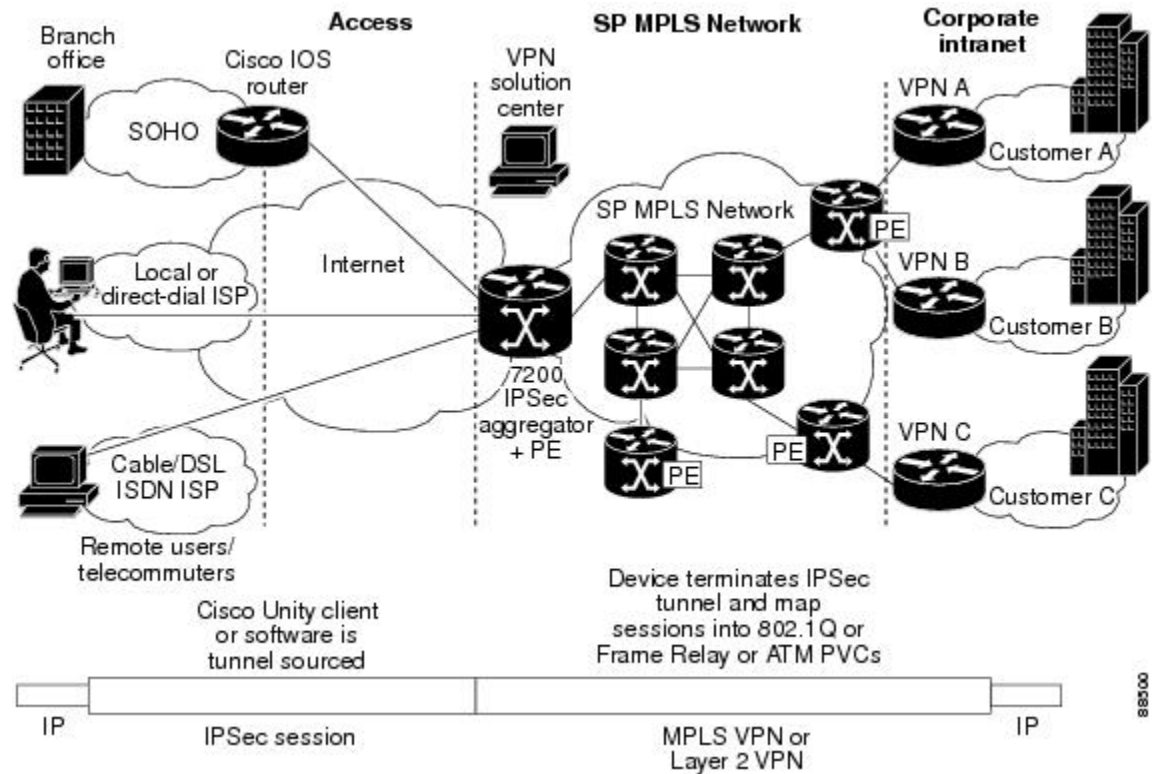 Branch
office
Access
SP MPLS Network
Corporate
intranet
Cisco IOS
router
VPN
solution
center
VPN A
SOHO
Customer A
SP MPLS Network
PE
Internet
Local or
direct-dial ISP
VPN B
Customer B
7200
IPSec
aggregator
+ PE
Cable/DSL
ISDN ISP
PE
PE
VPN C
Customer C
Remote users/
telecommuters
Cisco Unity client
or software is
tunnel sourced
Device terminates IPSec
tunnel and map
sessions into 802.1Q or
Frame Relay or ATM PVCs
IP
IPSec session
MPLS VPN or
Layer 2 VPN
IP
88500